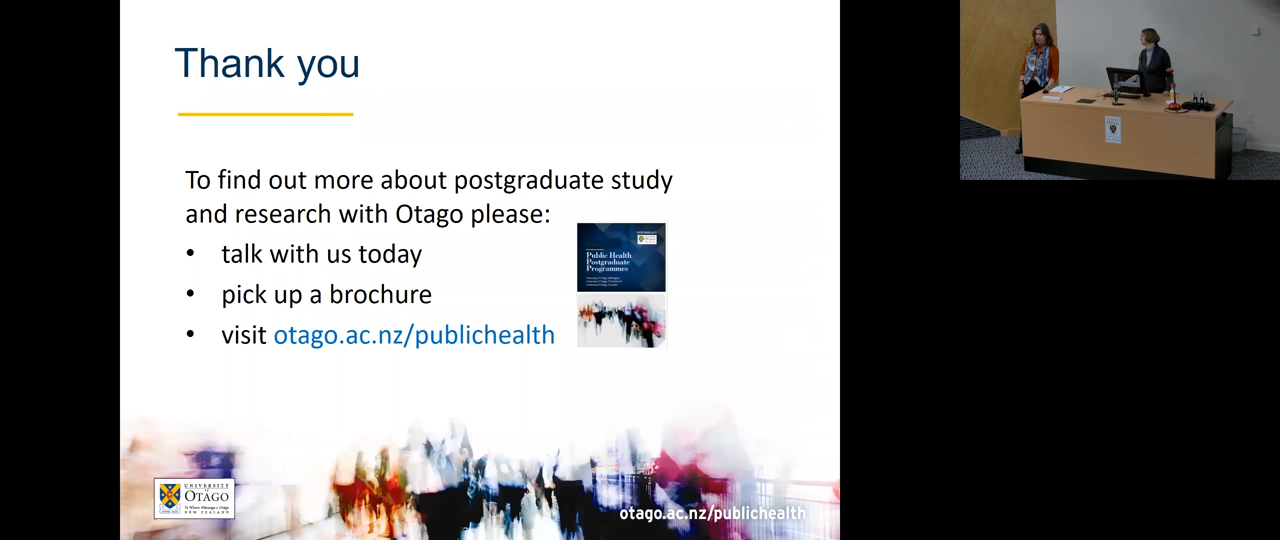 Thank you
To find out more about postgraduate study
and research with Otago please:
• talk with us today
• pick up a brochure
• visit otago.ac.nz/publichealth
Public Health
Postgraduate
Programmes
UNIVERSITY
of
OTAGO
Te Whare Wānanga o Otāgo
NEW ZEALAND
otago.ac.nz/publichealth